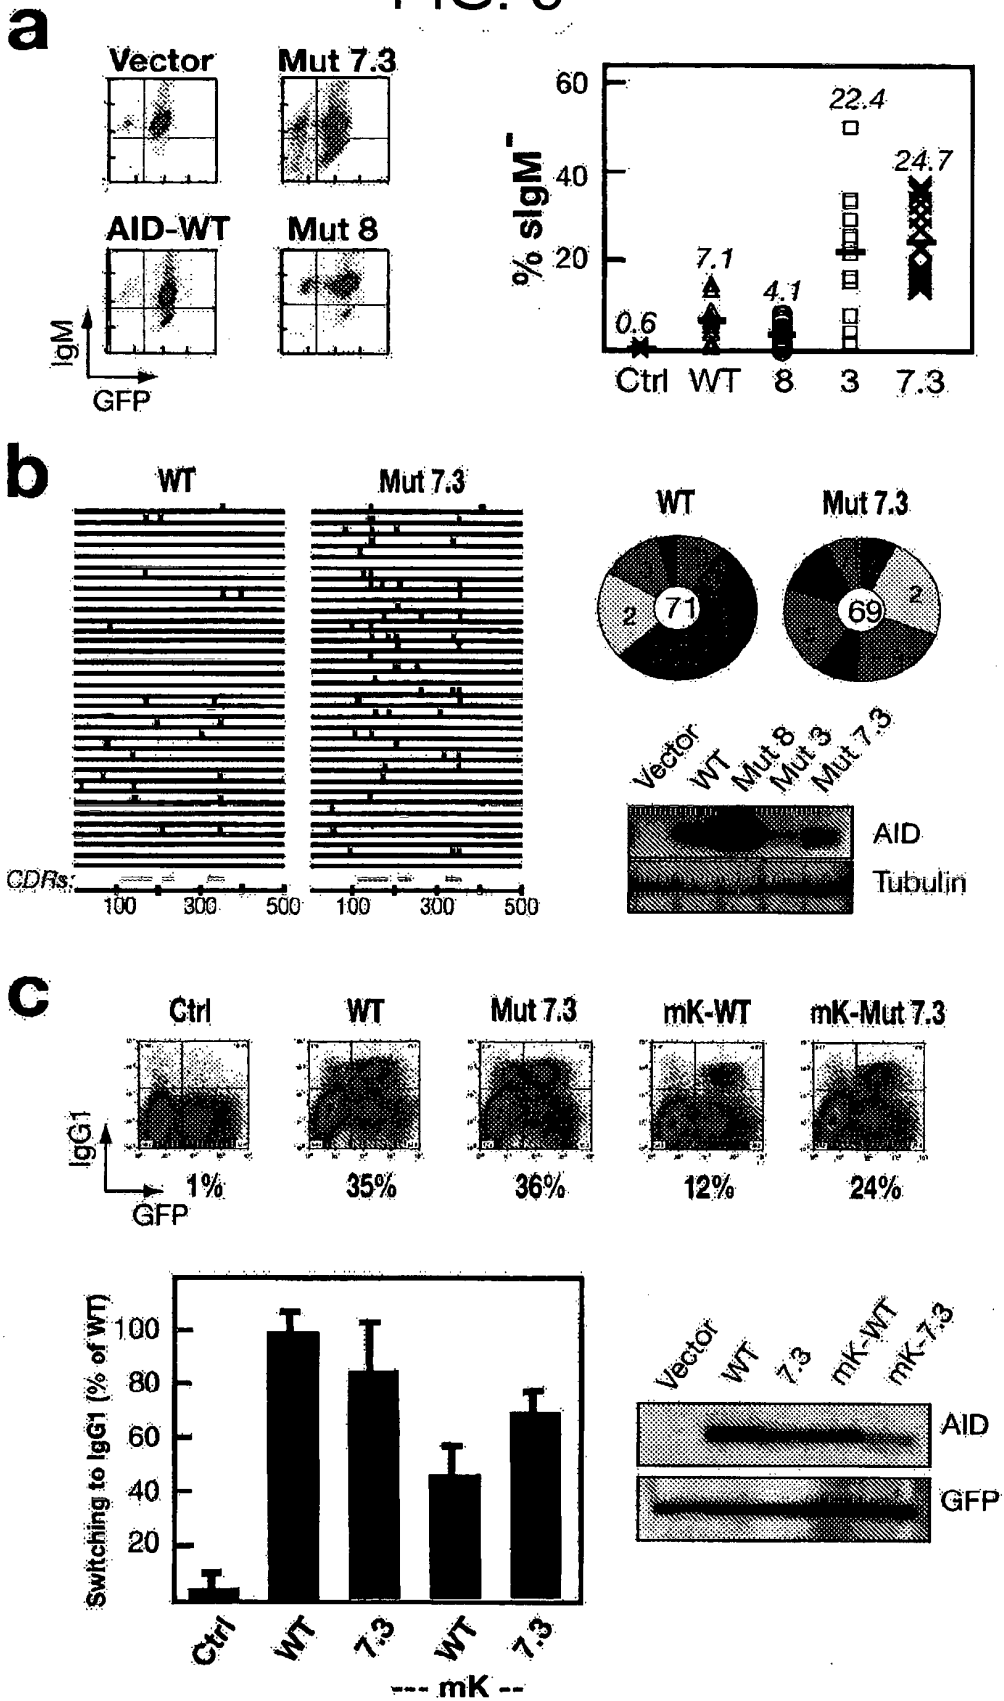 a
Vector
Mut 7.3
AID-WT
Mut 8
IgM
GFP
% sIgM⁻
60
40
20
0.6
7.1
4.1
22.4
24.7
Ctrl WT 8 3 7.3
b
WT
Mut 7.3
CDRs:
100 300 500
100 300 500
WT
Mut 7.3
2
71
2
69
Vector
WT
Mut 8
Mut 3
Mut 7.3
AID
Tubulin
c
Ctrl
WT
Mut 7.3
mK-WT
mK-Mut 7.3
IgG1
GFP
1%
35%
36%
12%
24%
Switching to IgG1 (% of WT)
100
80
60
40
20
Ctrl
WT
7.3
WT
7.3
--- mK --
Vector
WT
7.3
mK-WT
mK-7.3
AID
GFP